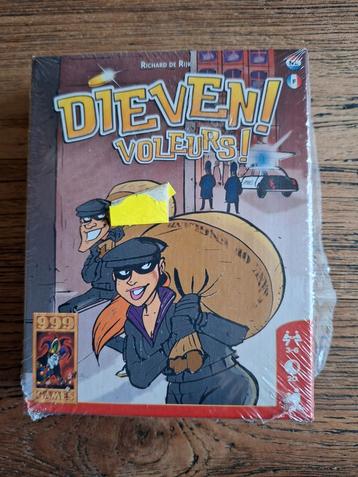 RICHARD DE RIJK
DIEVEN!
VOLEURS!
999
GAMES